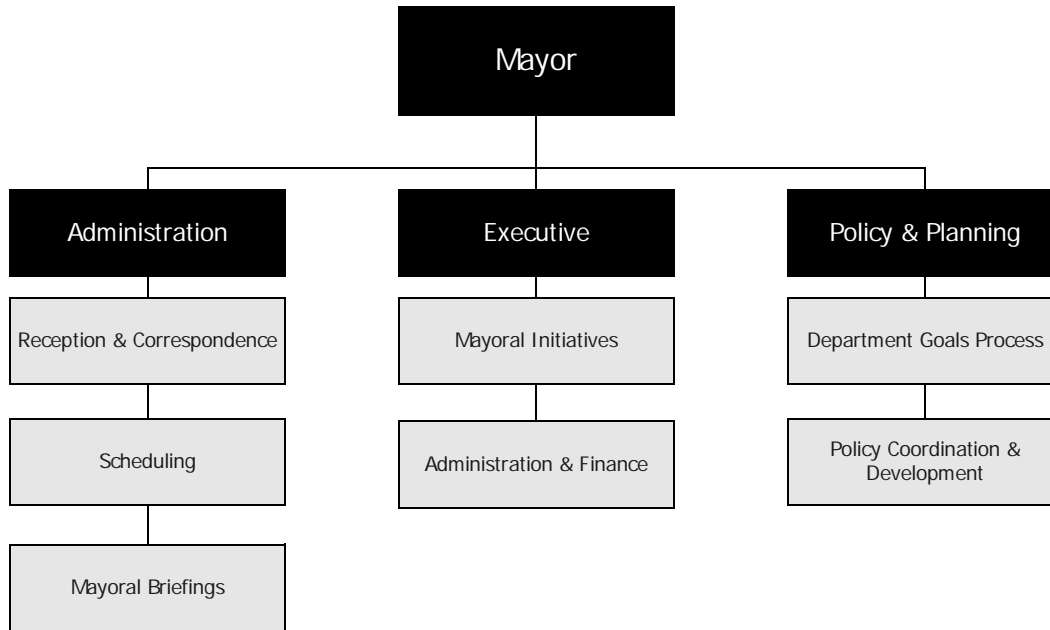 Mayor
Administration
Executive
Policy & Planning
Reception & Correspondence
Mayoral Initiatives
Department Goals Process
Scheduling
Administration & Finance
Policy Coordination &
Development
Mayoral Briefings